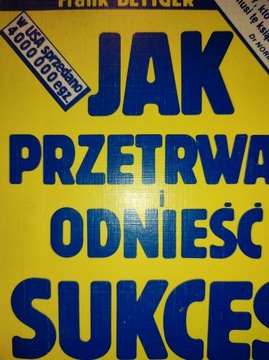 Frank BETTGER
W USA sprzedano
4 000 000 egz.
JAK
PRZETRWA
i
ODNIEŚĆ
SUKCES